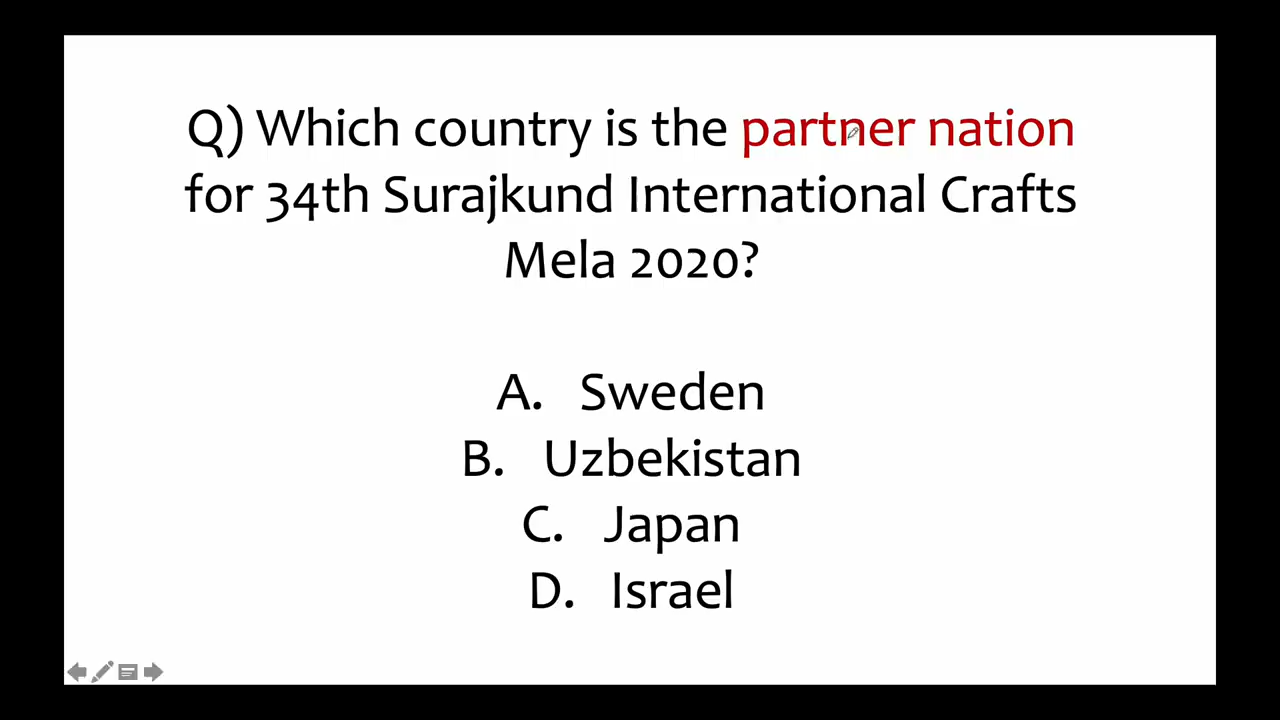 Q) Which country is the partner nation
for 34th Surajkund International Crafts
Mela 2020?
A. Sweden
B. Uzbekistan
C. Japan
D. Israel